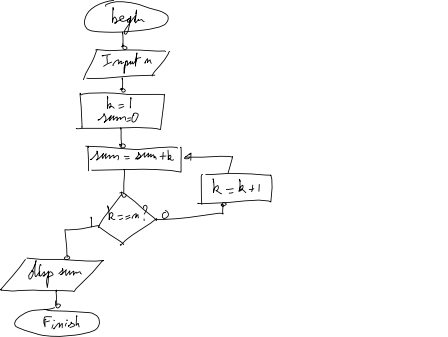 begin
Input n
k=1
sum=0
sum = sum+k
k = k+1
k==n?
1
0
disp sum
Finish